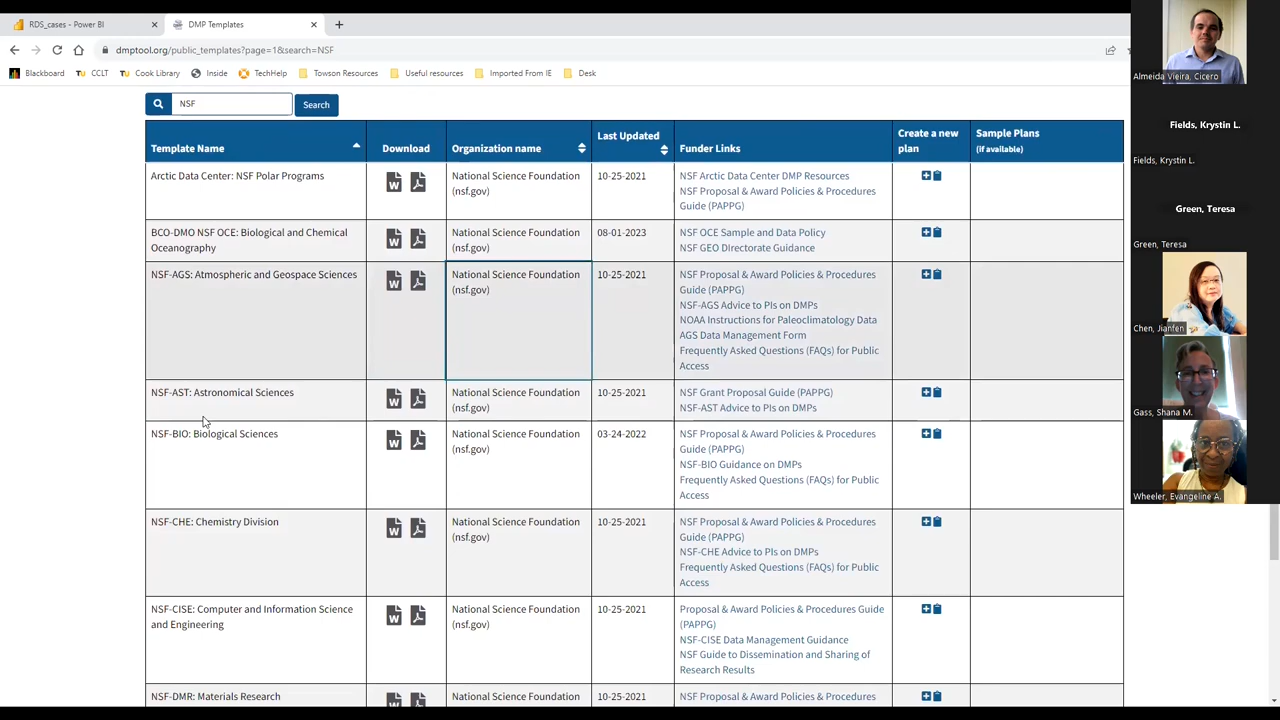 RDS_cases - Power BI
DMP Templates
dmptool.org/public_templates?page=1&search=NSF
Blackboard
TU CCLT
TU Cook Library
Inside
TechHelp
Towson Resources
Useful resources
Imported From IE
Desk
NSF
Search
Template Name
Download
Organization name
Last Updated
Funder Links
Create a new
plan
Sample Plans
(if available)
Arctic Data Center: NSF Polar Programs
National Science Foundation
(nsf.gov)
10-25-2021
NSF Arctic Data Center DMP Resources
NSF Proposal & Award Policies & Procedures
Guide (PAPPG)
BCO-DMO NSF OCE: Biological and Chemical
Oceanography
National Science Foundation
(nsf.gov)
08-01-2023
NSF OCE Sample and Data Policy
NSF GEO DIrectorate Guidance
NSF-AGS: Atmospheric and Geospace Sciences
National Science Foundation
(nsf.gov)
10-25-2021
NSF Proposal & Award Policies & Procedures
Guide (PAPPG)
NSF-AGS Advice to PIs on DMPs
NOAA Instructions for Paleoclimatology Data
AGS Data Management Form
Frequently Asked Questions (FAQs) for Public
Access
NSF-AST: Astronomical Sciences
National Science Foundation
(nsf.gov)
10-25-2021
NSF Grant Proposal Guide (PAPPG)
NSF-AST Advice to PIs on DMPs
NSF-BIO: Biological Sciences
National Science Foundation
(nsf.gov)
03-24-2022
NSF Proposal & Award Policies & Procedures
Guide (PAPPG)
NSF-BIO Guidance on DMPs
Frequently Asked Questions (FAQs) for Public
Access
NSF-CHE: Chemistry Division
National Science Foundation
(nsf.gov)
10-25-2021
NSF Proposal & Award Policies & Procedures
Guide (PAPPG)
NSF-CHE Advice to PIs on DMPs
Frequently Asked Questions (FAQs) for Public
Access
NSF-CISE: Computer and Information Science
and Engineering
National Science Foundation
(nsf.gov)
10-25-2021
Proposal & Award Policies & Procedures Guide
(PAPPG)
NSF-CISE Data Management Guidance
NSF Guide to Dissemination and Sharing of
Research Results
NSF-DMR: Materials Research
National Science Foundation
10-25-2021
NSF Proposal & Award Policies & Procedures
Almeida Vieira, Cicero
Fields, Krystin L.
Fields, Krystin L.
Green, Teresa
Green, Teresa
Chen, Jianfen
Gass, Shana M.
Wheeler, Evangeline A.